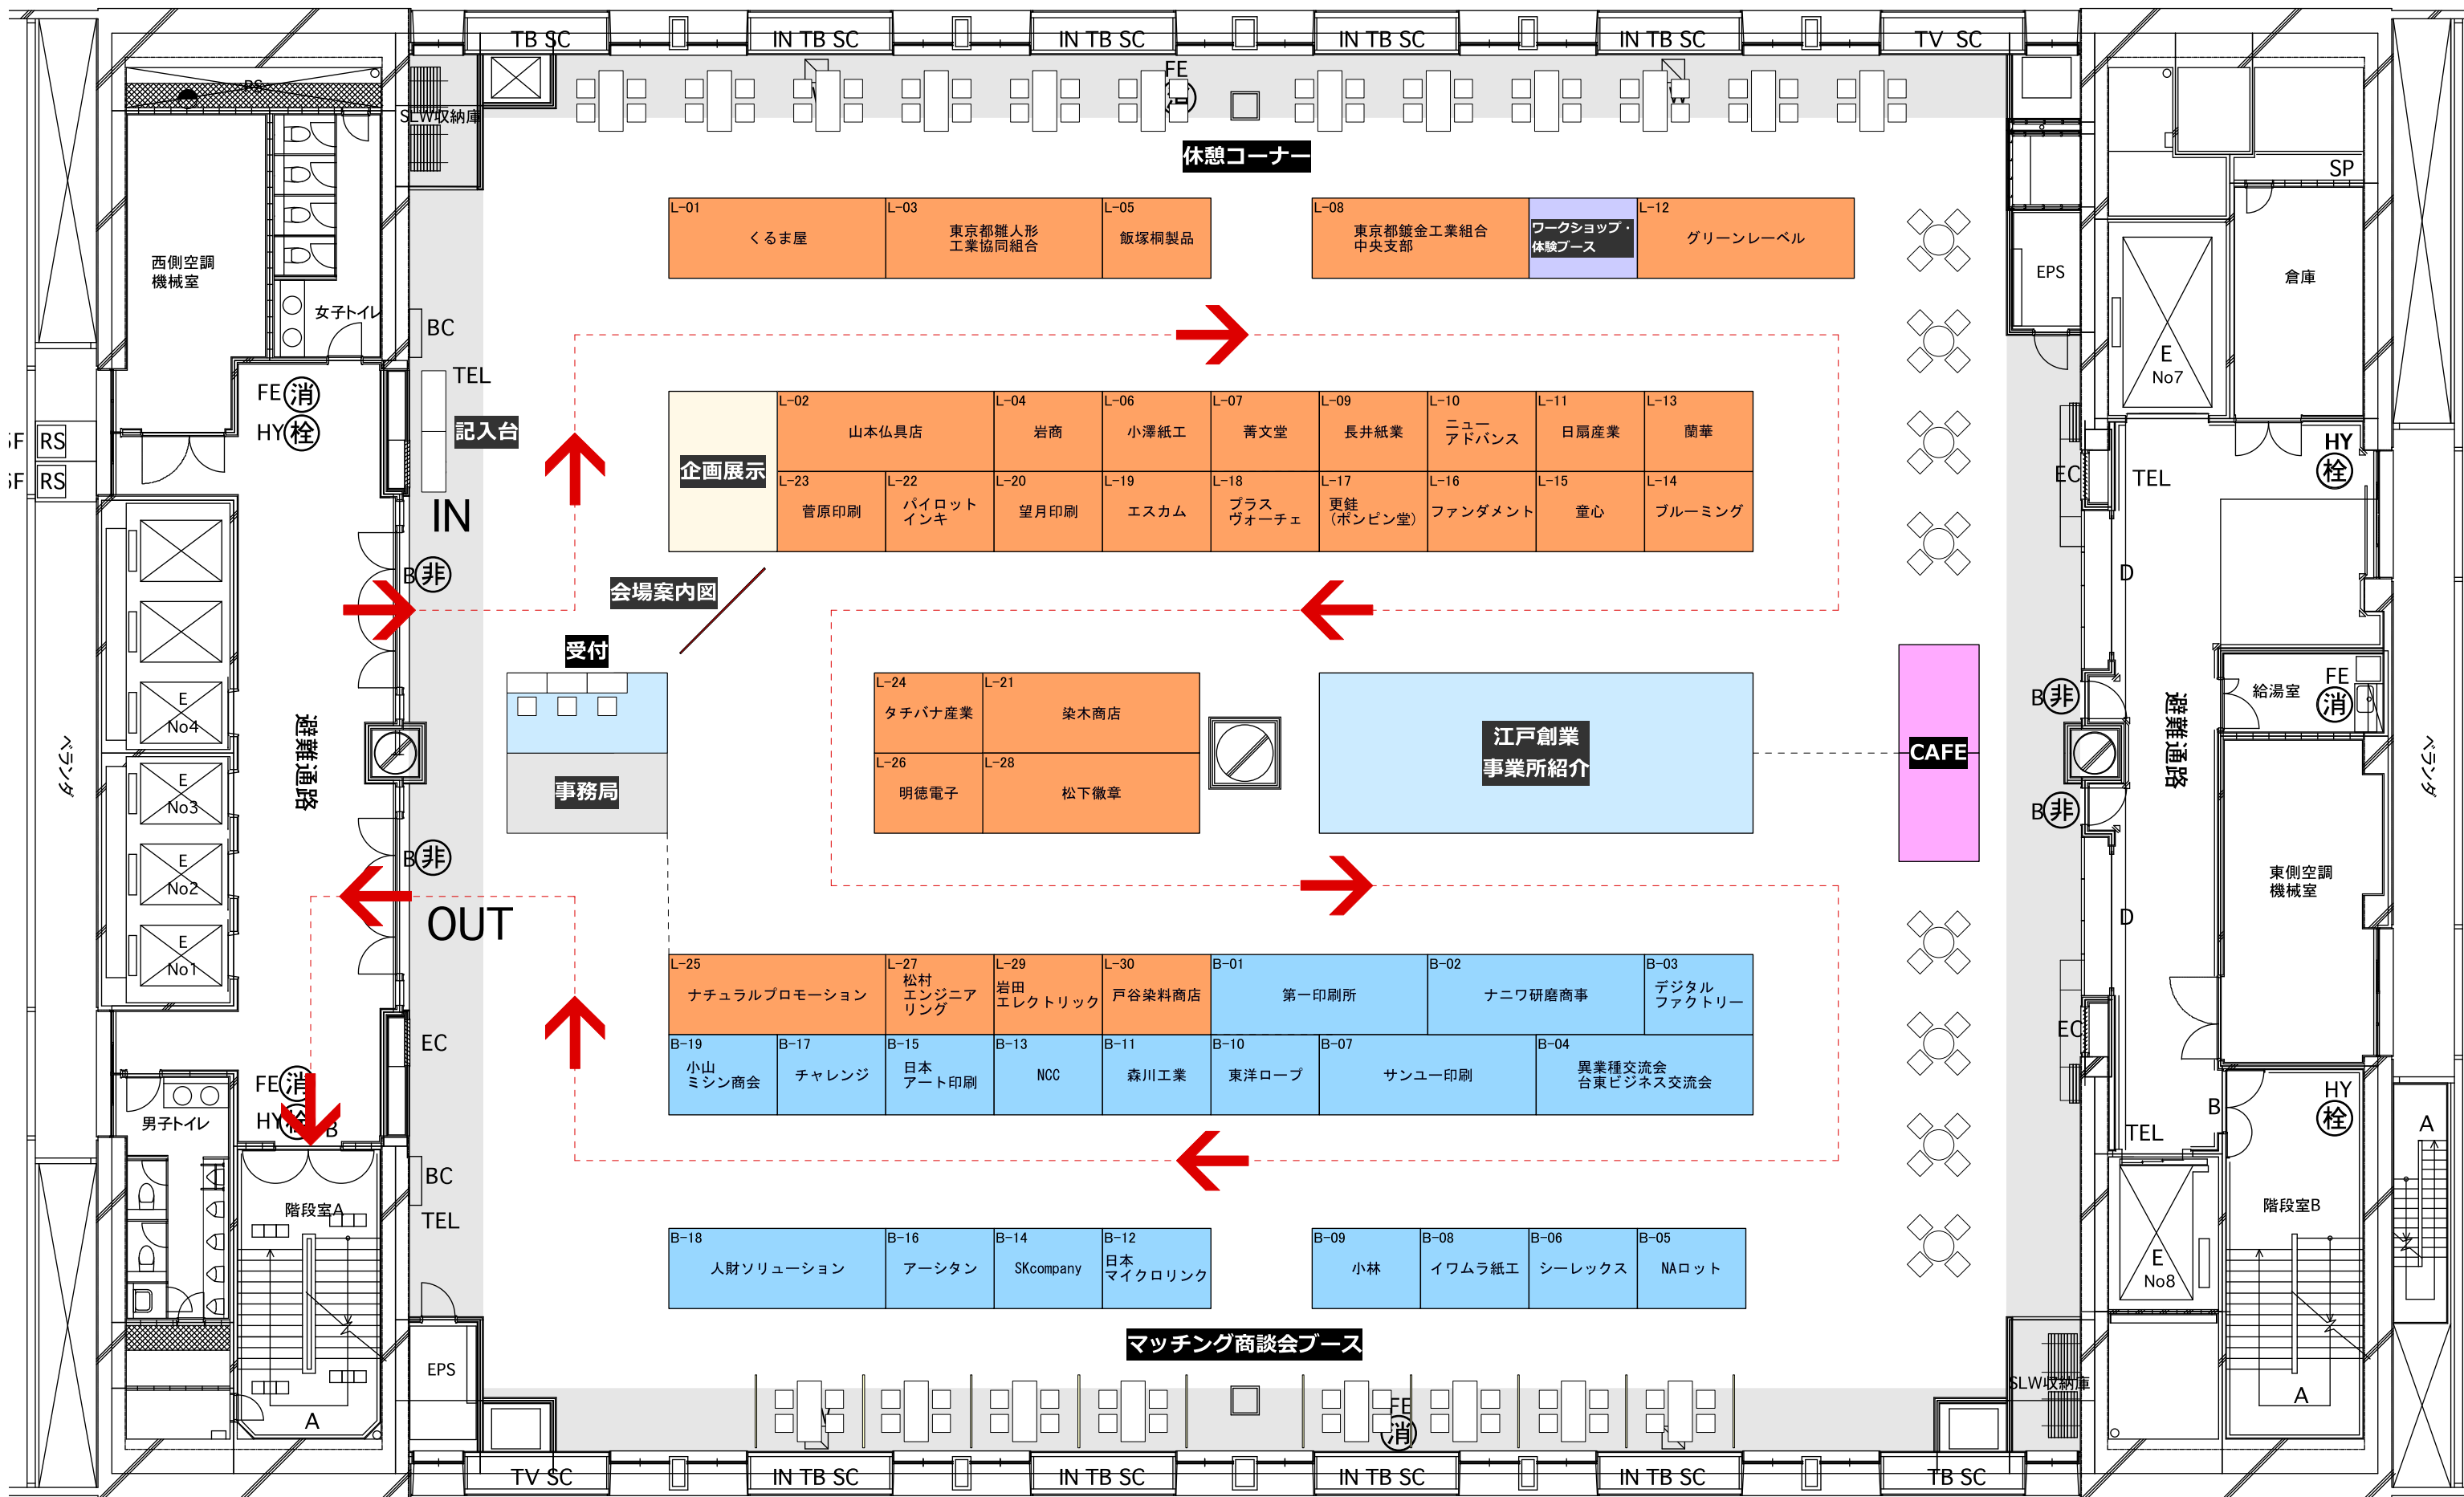 TB SC
IN TB SC
IN TB SC
IN TB SC
IN TB SC
TV SC
PS
SLW収納庫
FE
消
休憩コーナー
SP
L-01
くるま屋
L-03
東京都雛人形
工業協同組合
L-05
飯塚桐製品
L-08
東京都鍍金工業組合
中央支部
ワークショップ・
体験ブース
L-12
グリーンレーベル
西側空調
機械室
女子トイレ
EPS
倉庫
BC
TEL
FE 消
HY 栓
E
No7
記入台
RS
RS
IN
企画展示
L-02
山本仏具店
L-04
岩商
L-06
小澤紙工
L-07
菁文堂
L-09
長井紙業
L-10
ニュー
アドバンス
L-11
日扇産業
L-13
蘭華
L-23
菅原印刷
L-22
パイロット
インキ
L-20
望月印刷
L-19
エスカム
L-18
プラス
ヴォーチェ
L-17
更銈
(ポンピン堂)
L-16
ファンダメント
L-15
童心
L-14
ブルーミング
EC
TEL
HY
栓
B 非
D
会場案内図
受付
事務局
L-24
タチバナ産業
L-21
染木商店
L-26
明徳電子
L-28
松下徽章
江戸創業
事業所紹介
CAFE
B 非
B 非
給湯室
FE
消
避難通路
避難通路
ベランダ
ベランダ
E
No4
E
No3
E
No2
E
No1
B 非
OUT
東側空調
機械室
D
L-25
ナチュラルプロモーション
L-27
松村
エンジニア
リング
L-29
岩田
エレクトリック
L-30
戸谷染料商店
B-01
第一印刷所
B-02
ナニワ研磨商事
B-03
デジタル
ファクトリー
B-19
小山
ミシン商会
B-17
チャレンジ
B-15
日本
アート印刷
B-13
NCC
B-11
森川工業
B-10
東洋ロープ
B-07
サンユー印刷
B-04
異業種交流会
台東ビジネス交流会
EC
EC
FE 消
HY 栓
B
男子トイレ
階段室A
BC
TEL
B
TEL
HY
栓
A
階段室B
E
No8
B-18
人財ソリューション
B-16
アーシタン
B-14
SKcompany
B-12
日本
マイクロリンク
B-09
小林
B-08
イワムラ紙工
B-06
シーレックス
B-05
NAロット
マッチング商談会ブース
EPS
A
FE
消
SLW収納庫
A
TV SC
IN TB SC
IN TB SC
IN TB SC
IN TB SC
TB SC